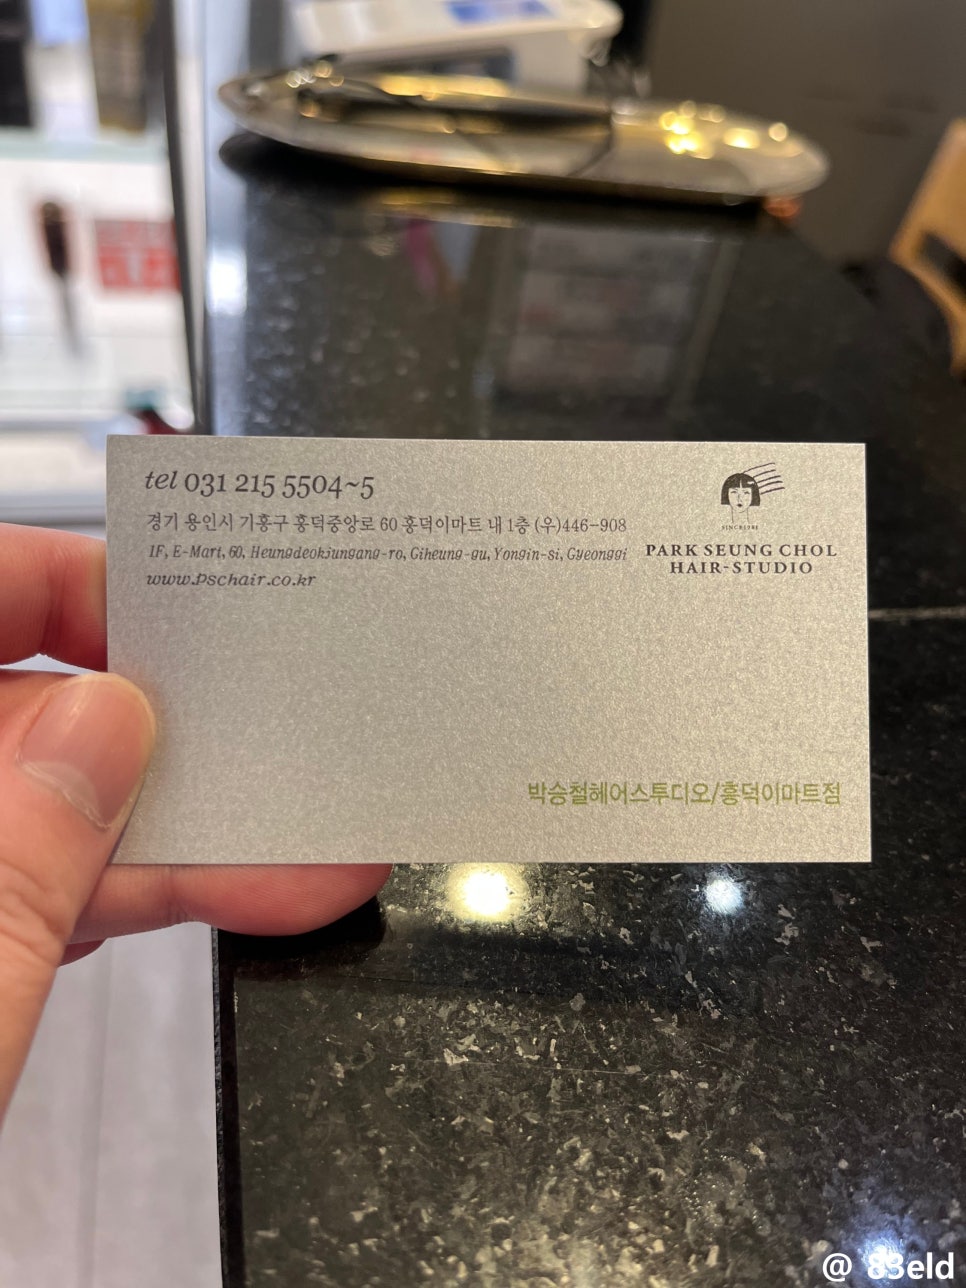 tel 031 215 5504~5
경기 용인시 기흥구 흥덕중앙로 60 흥덕이마트 내 1층 (우)446-908
1F, E-Mart, 60, Heungdeokjungang-ro, Giheung-gu, Yongin-si, Gyeonggi
www.pschair.co.kr
SINCE1981
PARK SEUNG CHOL
HAIR-STUDIO
박승철헤어스투디오/흥덕이마트점
@ 83eld